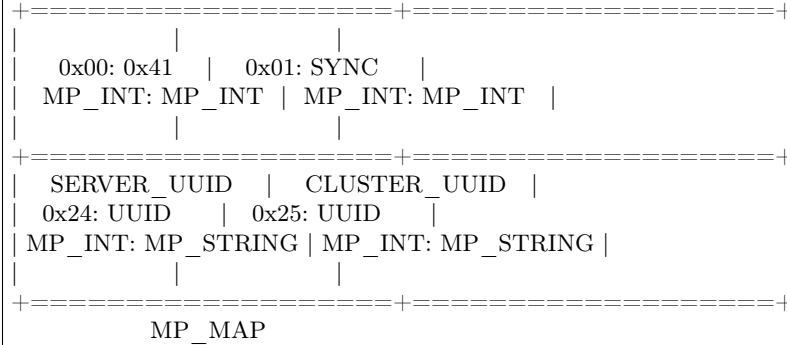 +===================+===================+
| | |
| 0x00: 0x41 | 0x01: SYNC |
| MP_INT: MP_INT | MP_INT: MP_INT |
| | |
+===================+===================+
| SERVER_UUID | CLUSTER_UUID |
| 0x24: UUID | 0x25: UUID |
| MP_INT: MP_STRING | MP_INT: MP_STRING |
| | |
+===================+===================+
MP_MAP